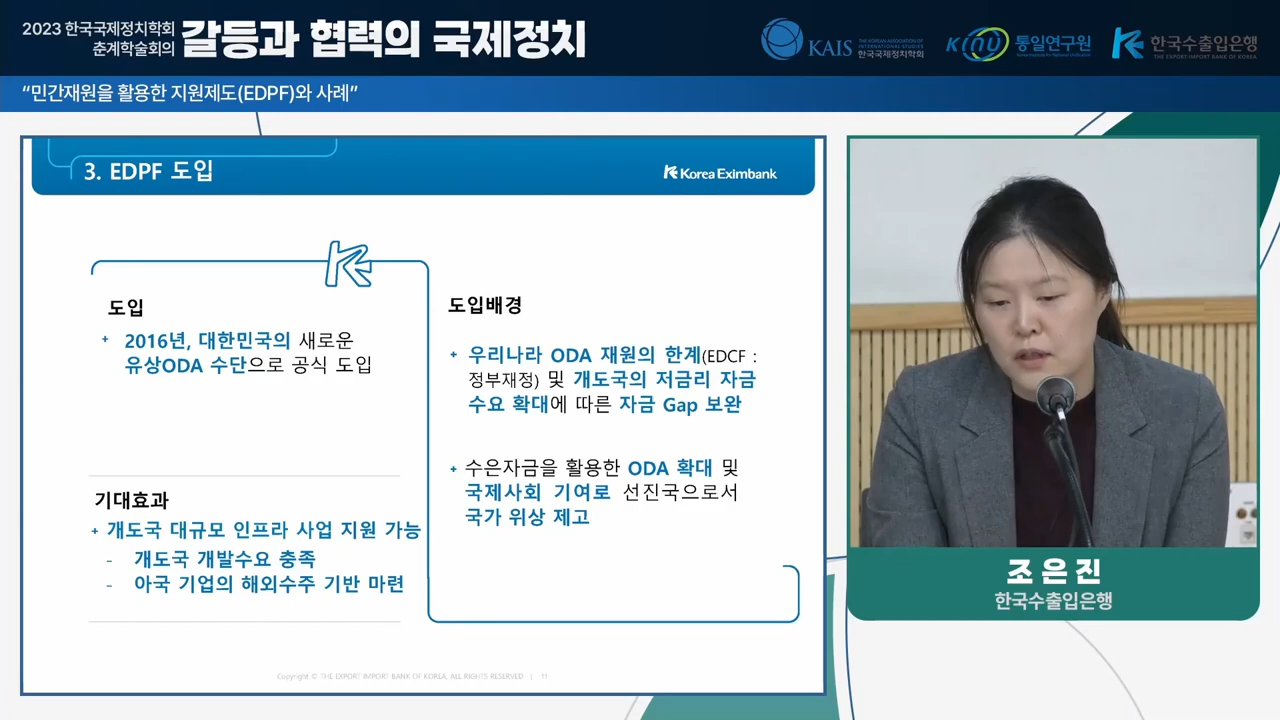 2023 한국국제정치학회
춘계학술회의
갈등과 협력의 국제정치
KAIS
THE KOREAN ASSOCIATION OF
INTERNATIONAL STUDIES
한국국제정치학회
KINU 통일연구원
Korea Institute for National Unification
한국수출입은행
THE EXPORT-IMPORT BANK OF KOREA
“민간재원을 활용한 지원제도(EDPF)와 사례”
3. EDPF 도입
Korea Eximbank
도입
+ 2016년, 대한민국의 새로운
유상ODA 수단으로 공식 도입
기대효과
+ 개도국 대규모 인프라 사업 지원 가능
- 개도국 개발수요 충족
- 아국 기업의 해외수주 기반 마련
도입배경
+ 우리나라 ODA 재원의 한계(EDCF :
정부재정) 및 개도국의 저금리 자금
수요 확대에 따른 자금 Gap 보완
+ 수은자금을 활용한 ODA 확대 및
국제사회 기여로 선진국으로서
국가 위상 제고
Copyright © THE EXPORT IMPORT BANK OF KOREA, ALL RIGHTS RESERVED | 11
조은진
한국수출입은행